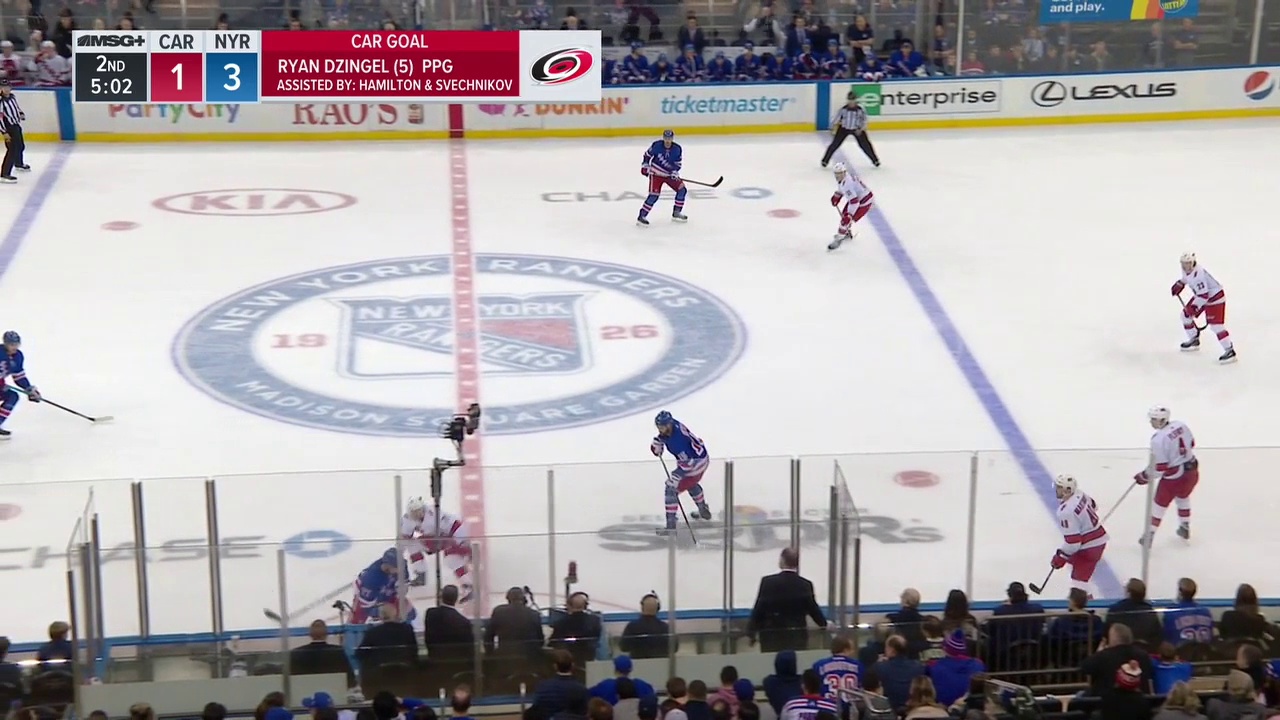 and play.
MSG+ CAR NYR
2ND
5:02
1 3
CAR GOAL
RYAN DZINGEL (5) PPG
ASSISTED BY: HAMILTON & SVECHNIKOV
PARTY CITY
RAO'S
DUNKIN'
ticketmaster
enterprise
LEXUS
KIA
CHASE
NEW YORK RANGERS
NEW YORK
RANGERS
19 26
MADISON SQUARE GARDEN
CHASE
4
30